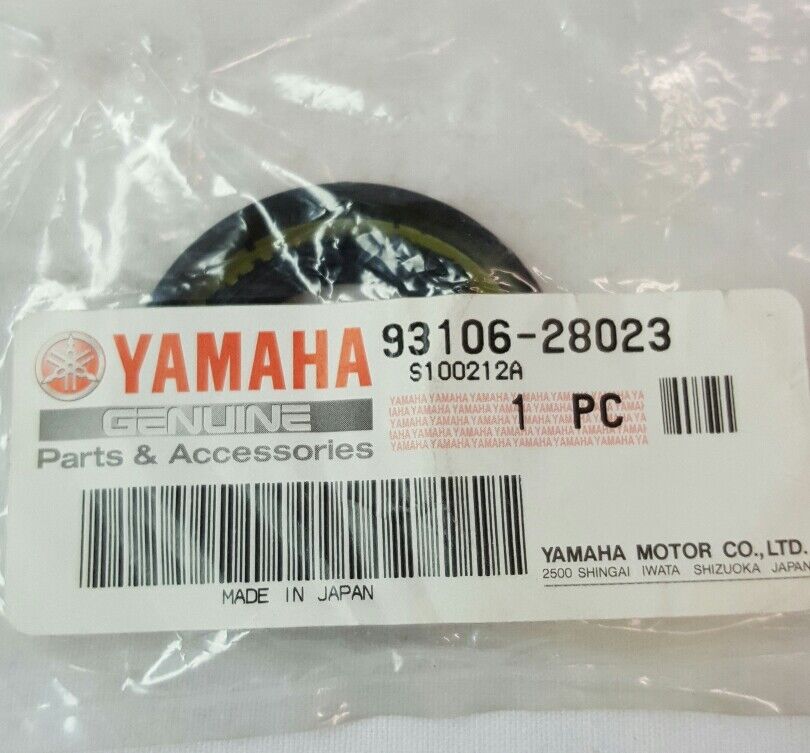 YAMAHA 93106-28023
S100212A
GENUINE
1 PC
Parts & Accessories
YAMAHA MOTOR CO.,LTD.
2500 SHINGAI IWATA SHIZUOKA JAPAN
MADE IN JAPAN